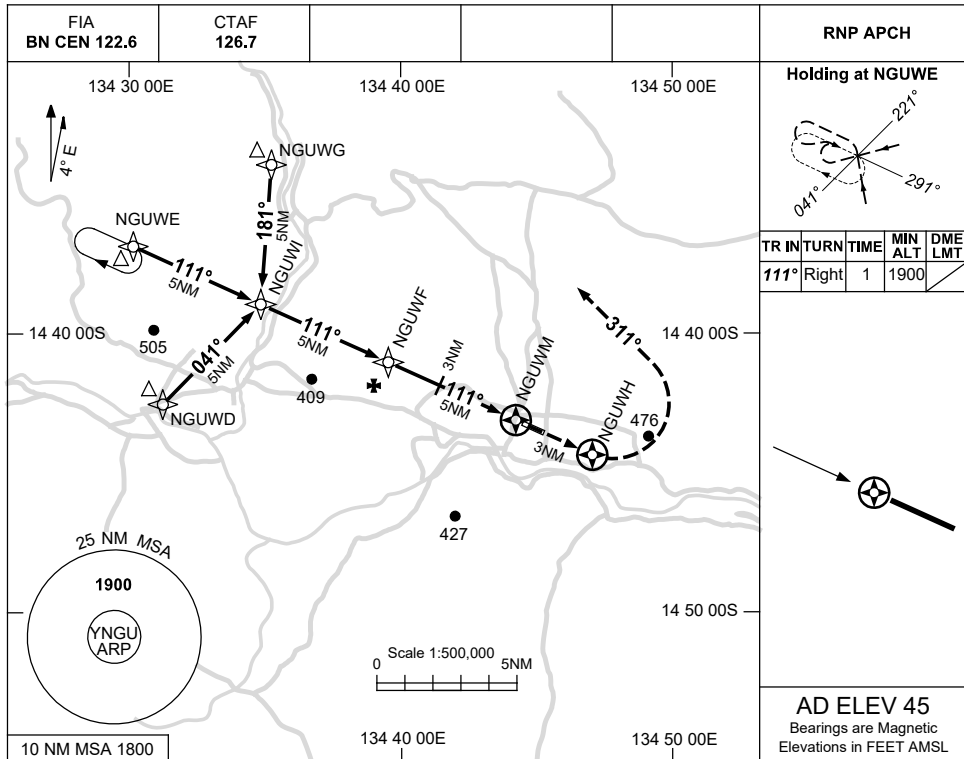 FIA
BN CEN 122.6
CTAF
126.7
RNP APCH
134 30 00E
134 40 00E
134 50 00E
4° E
NGUWG
181°
5NM
NGUWE
111°
5NM
NGUWI
111°
5NM
NGUWF
3NM
111°
5NM
NGUWM
3NM
NGUWH
311°
041°
5NM
NGUWD
14 40 00S
14 40 00S
505
409
476
427
25 NM MSA
1900
YNGU
ARP
14 50 00S
Scale 1:500,000
0 5NM
134 40 00E
134 50 00E
10 NM MSA 1800
Holding at NGUWE
221°
041°
291°
TR IN TURN TIME MIN ALT DME LMT
111° Right 1 1900
AD ELEV 45
Bearings are Magnetic
Elevations in FEET AMSL